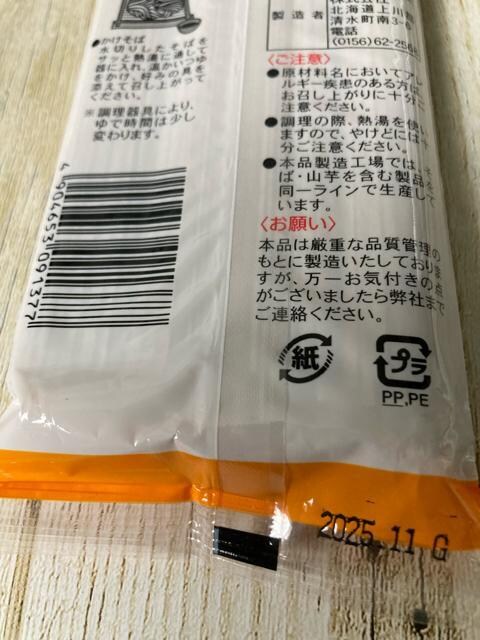 ●かけそば
水切りしたそばを
サッと熱湯に通して
器に入れ、温かいつゆ
をかけ、好みの具を
添えて召し上がって
ください。
※調理器具により、
ゆで時間は少し
変わります。
4 904653 091377
製造者
株式会社
北海道上川郡
清水町南3-
電話
(0156)62-25
〈ご注意〉
●原材料名においてアレ
ルギー疾患のある方は
お召し上がりに十分ご
注意ください。
●調理の際、熱湯を使い
ますので、やけどには十
分ご注意ください。
●本品製造工場では、そ
ば・山芋を含む製品を
同一ラインで生産して
います。
〈お願い〉
本品は厳重な品質管理の
もとに製造いたしておりま
すが、万一お気付きの点
がございましたら弊社まで
ご連絡ください。
紙
プラ
PP,PE
2025.11 G